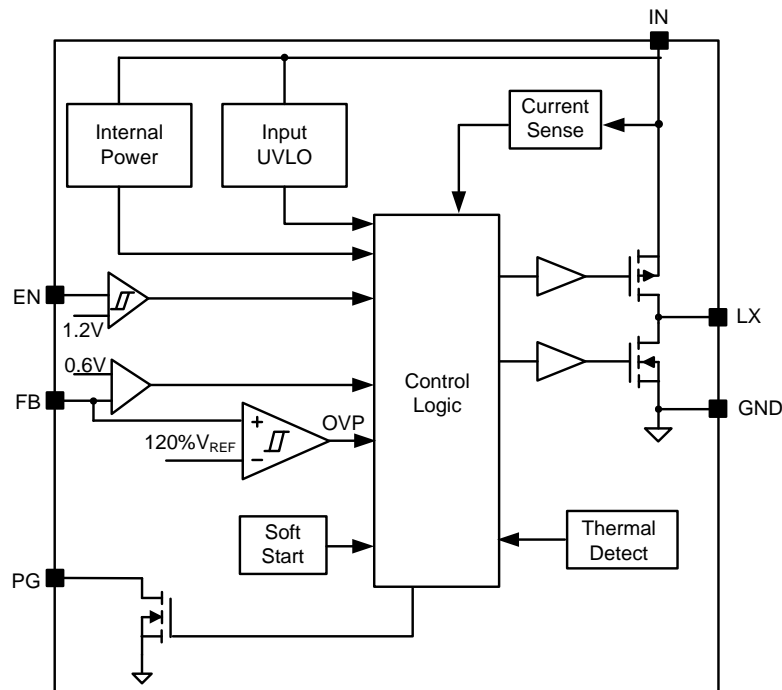 IN
Internal
Power
Input
UVLO
Current
Sense
EN
1.2V
LX
0.6V
FB
Control
Logic
GND
OVP
120%VREF
+
−
Soft
Start
Thermal
Detect
PG